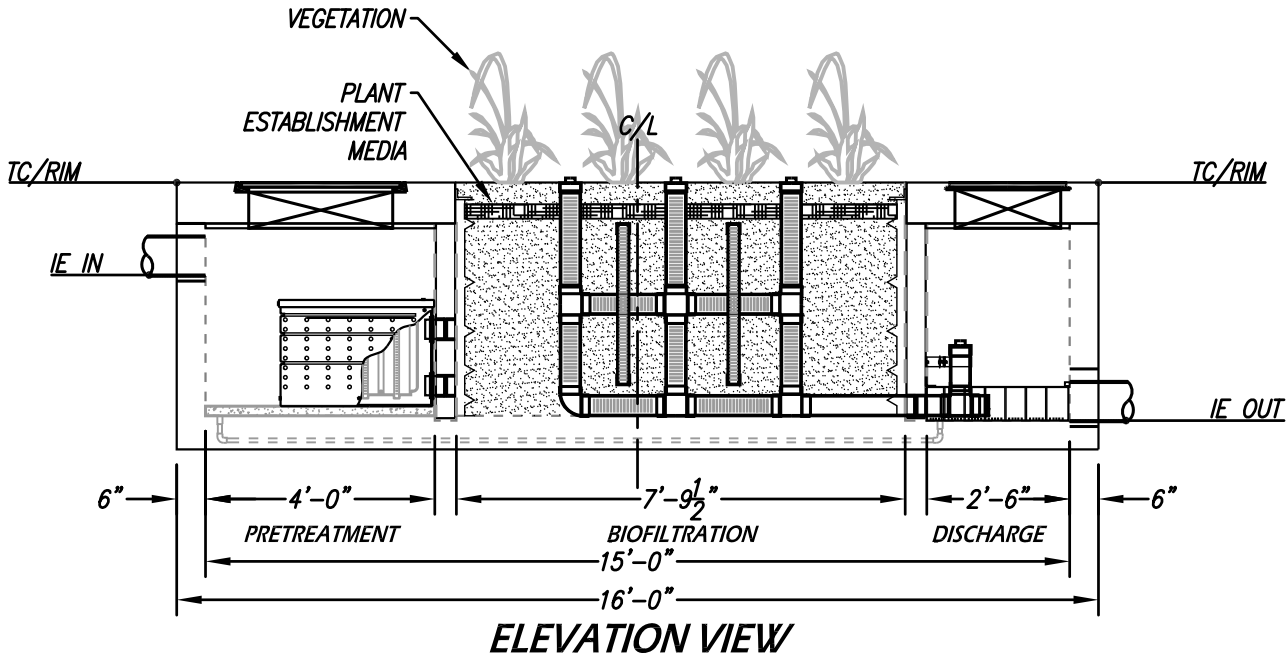 VEGETATION
PLANT
ESTABLISHMENT
MEDIA
C/L
TC/RIM
TC/RIM
IE IN
IE OUT
6"
4'-0"
7'-9 1/2"
2'-6"
6"
PRETREATMENT
BIOFILTRATION
DISCHARGE
15'-0"
16'-0"
ELEVATION VIEW